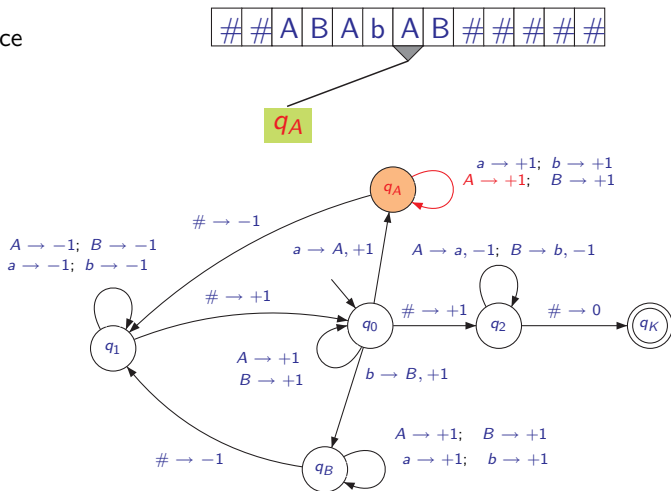 # # A B A b A B # # # # #
ce
q_A
a → +1; b → +1
q_A
A → +1; B → +1
# → −1
A → −1; B → −1
a → −1; b → −1
a → A, +1
A → a, −1; B → b, −1
# → +1
# → +1
# → 0
q_0
q_2
q_K
q_1
A → +1
B → +1
b → B, +1
A → +1; B → +1
a → +1; b → +1
# → −1
q_B